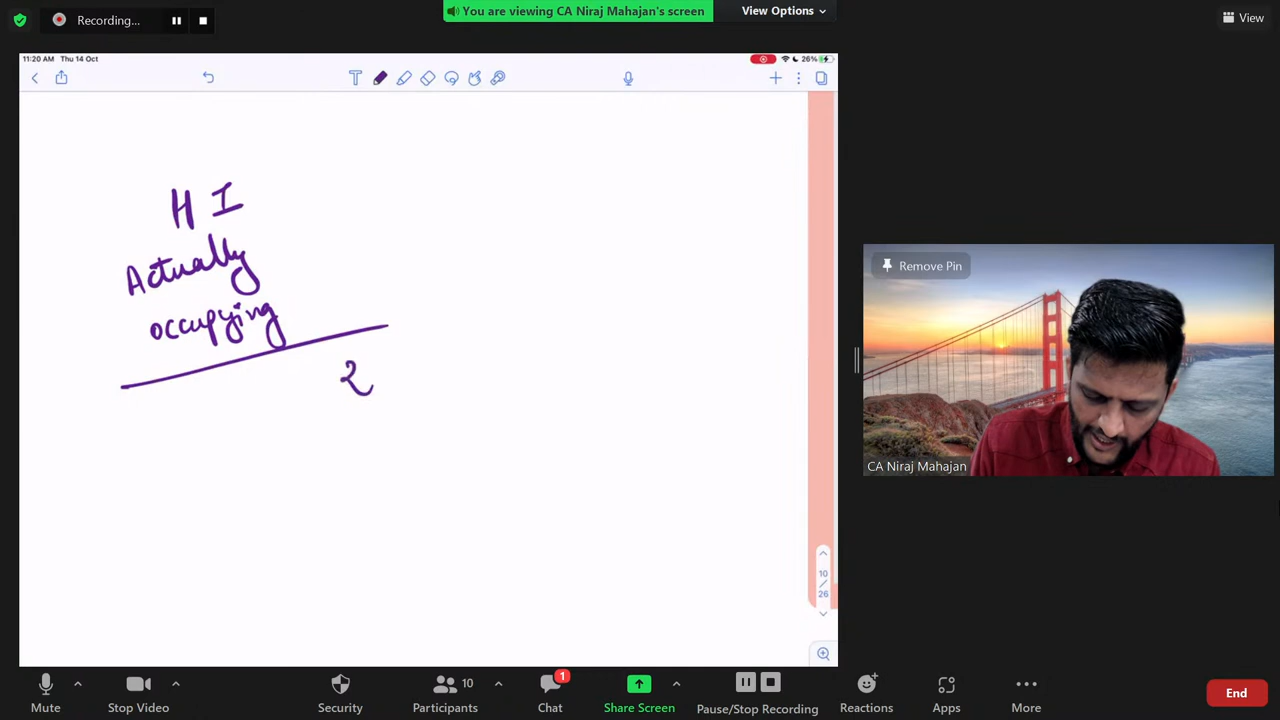 Recording...
You are viewing CA Niraj Mahajan's screen
View Options
View
11:20 AM Thu 14 Oct
26%
T
H I
Actually
occupying
2
10
26
Remove Pin
CA Niraj Mahajan
Mute
Stop Video
Security
10
Participants
1
Chat
Share Screen
Pause/Stop Recording
Reactions
Apps
More
End